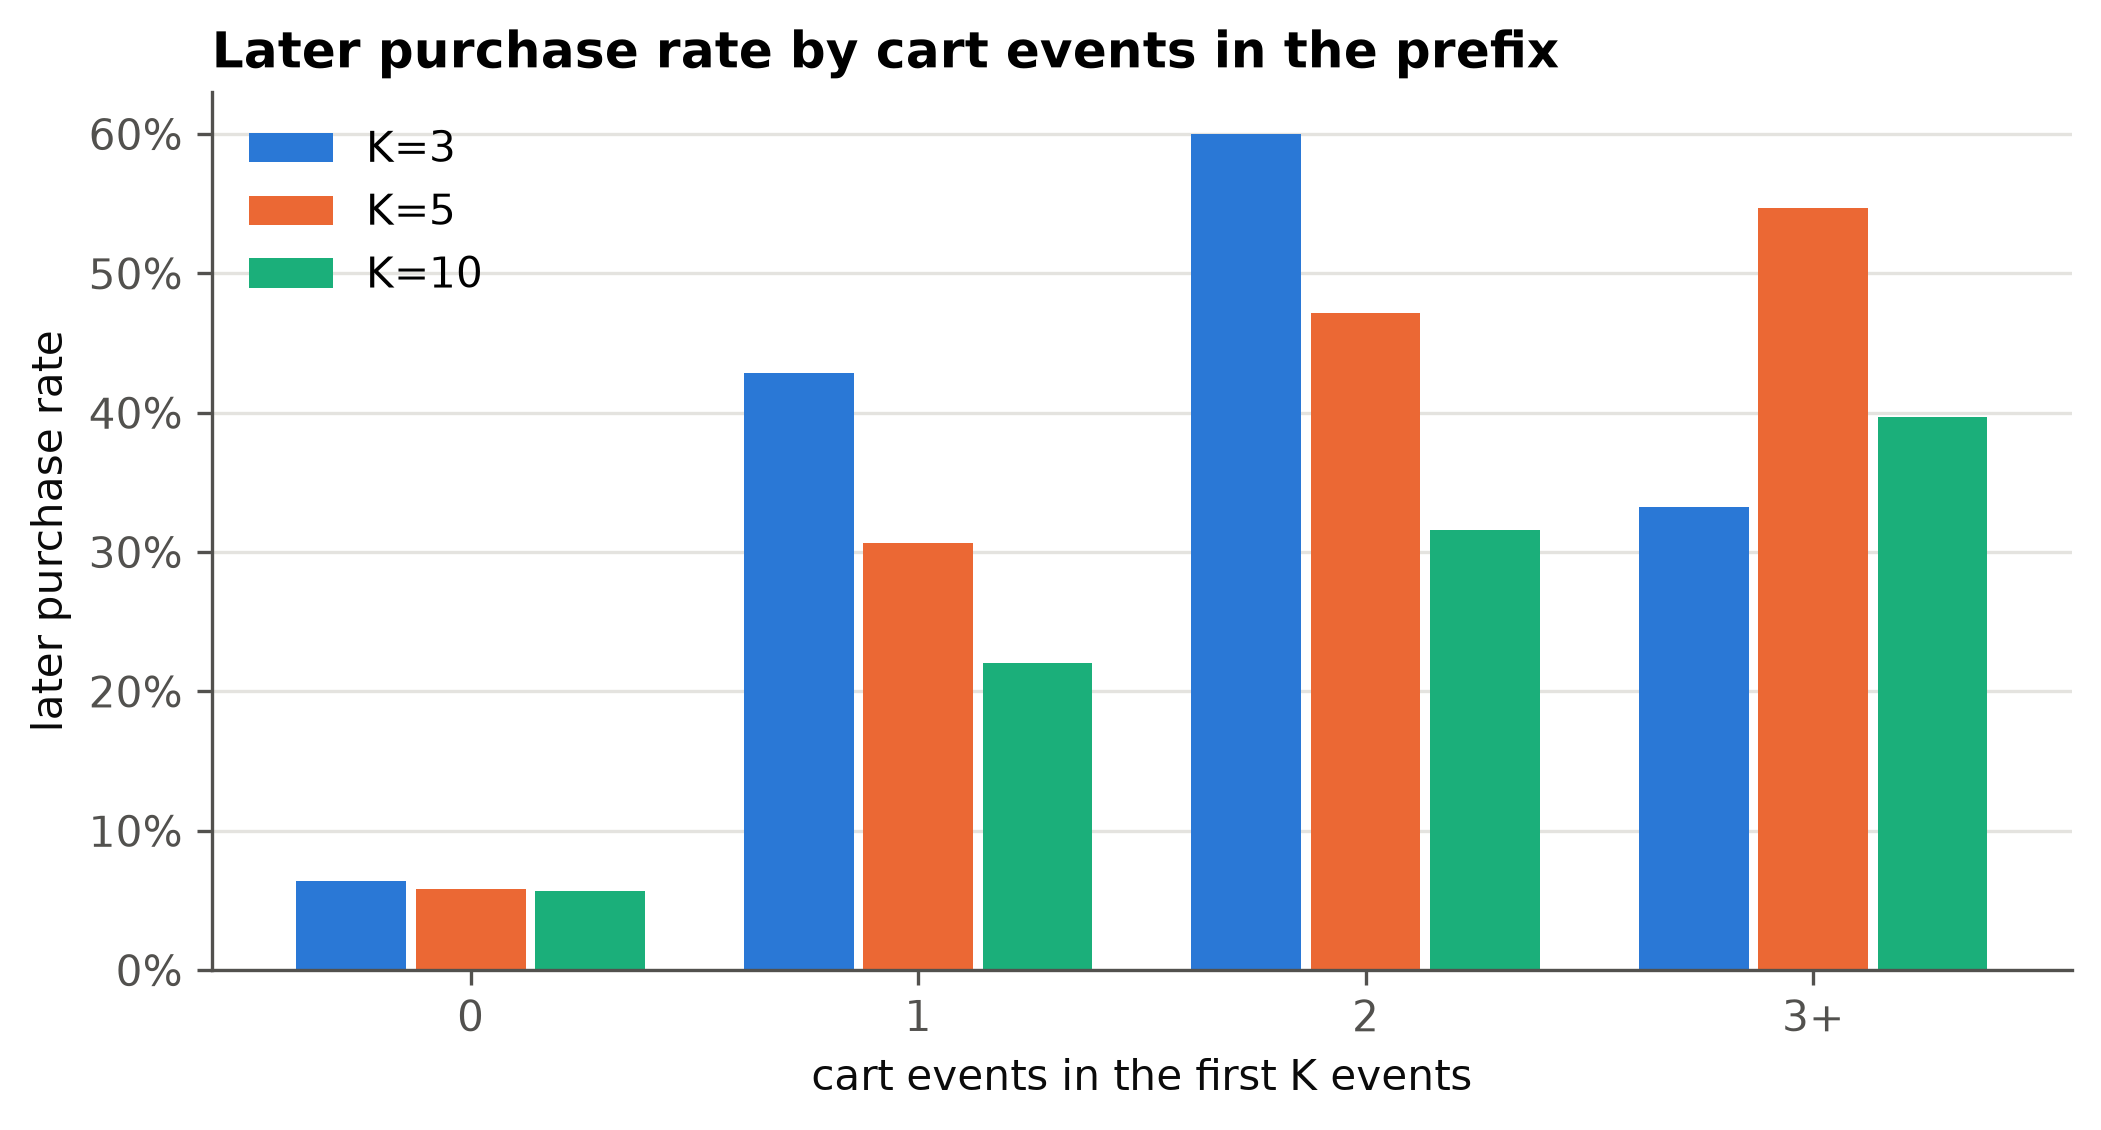 Later purchase rate by cart events in the prefix
K=3
K=5
K=10
60%
50%
40%
30%
20%
10%
0%
later purchase rate
0 1 2 3+
cart events in the first K events